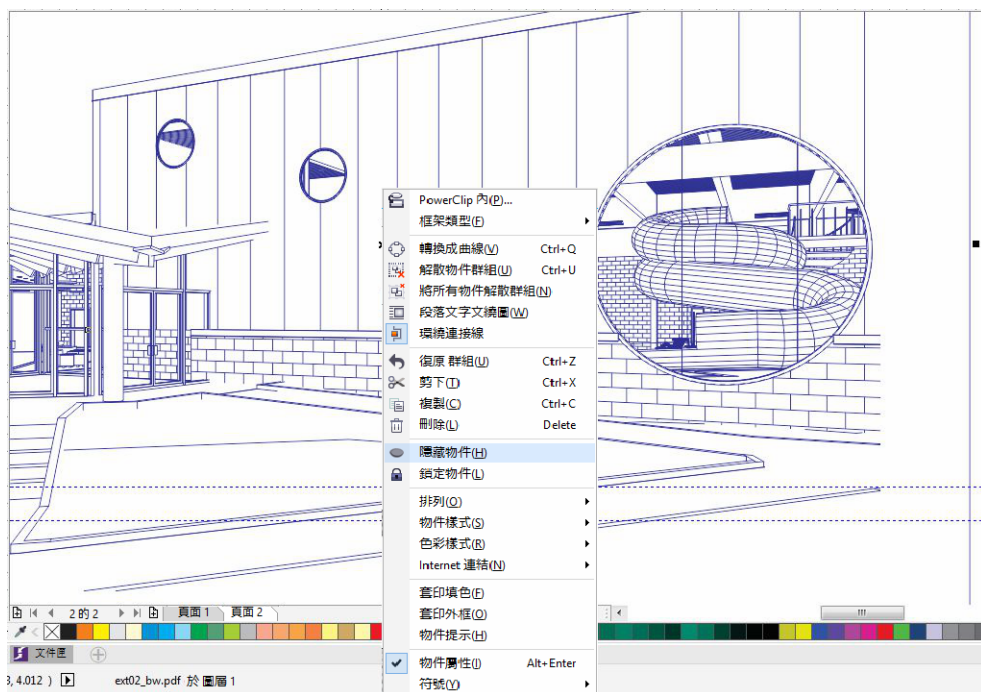 PowerClip 內(P)...
框架類型(F)
轉換成曲線(V) Ctrl+Q
解散物件群組(U) Ctrl+U
將所有物件解散群組(N)
段落文字文繞圖(W)
環繞連接線
復原 群組(U) Ctrl+Z
剪下(T) Ctrl+X
複製(C) Ctrl+C
刪除(L) Delete
隱藏物件(H)
鎖定物件(L)
排列(O)
物件樣式(S)
色彩樣式(R)
Internet 連結(N)
套印填色(F)
套印外框(O)
物件提示(H)
物件屬性(I) Alt+Enter
符號(Y)
2 的 2 頁面 1 頁面 2
文件匣
3, 4.012 ) ext02_bw.pdf 於 圖層 1